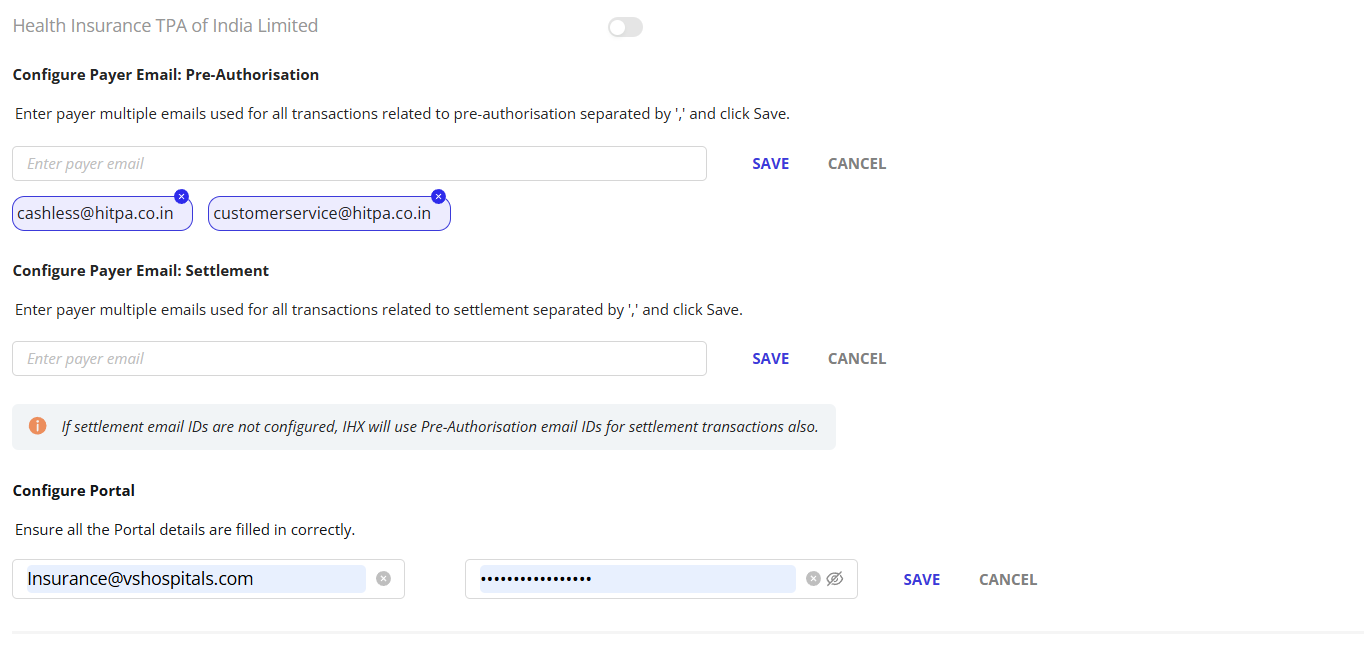 Health Insurance TPA of India Limited
Configure Payer Email: Pre-Authorisation
Enter payer multiple emails used for all transactions related to pre-authorisation separated by ',' and click Save.
Enter payer email SAVE CANCEL
cashless@hitpa.co.in customerservice@hitpa.co.in
Configure Payer Email: Settlement
Enter payer multiple emails used for all transactions related to settlement separated by ',' and click Save.
Enter payer email SAVE CANCEL
If settlement email IDs are not configured, IHX will use Pre-Authorisation email IDs for settlement transactions also.
Configure Portal
Ensure all the Portal details are filled in correctly.
Insurance@vshospitals.com •••••••••••••••• SAVE CANCEL